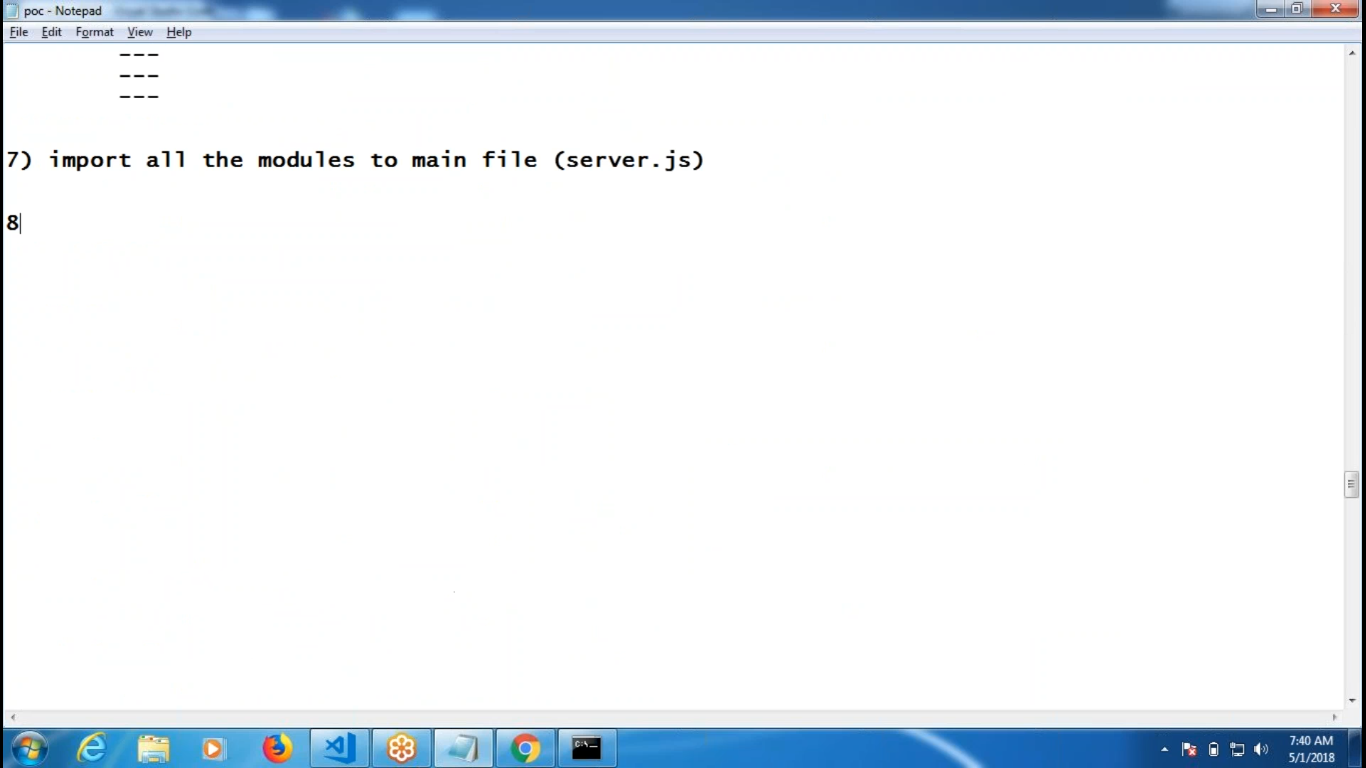 poc - Notepad
File Edit Format View Help
---
---
---
7) import all the modules to main file (server.js)
8
7:40 AM
5/1/2018